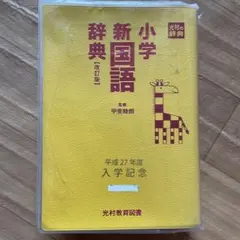 光村の
辞典
小学
新国語
辞典
【改訂版】
監修
甲斐睦朗
平成27年度
入学記念
光村教育図書